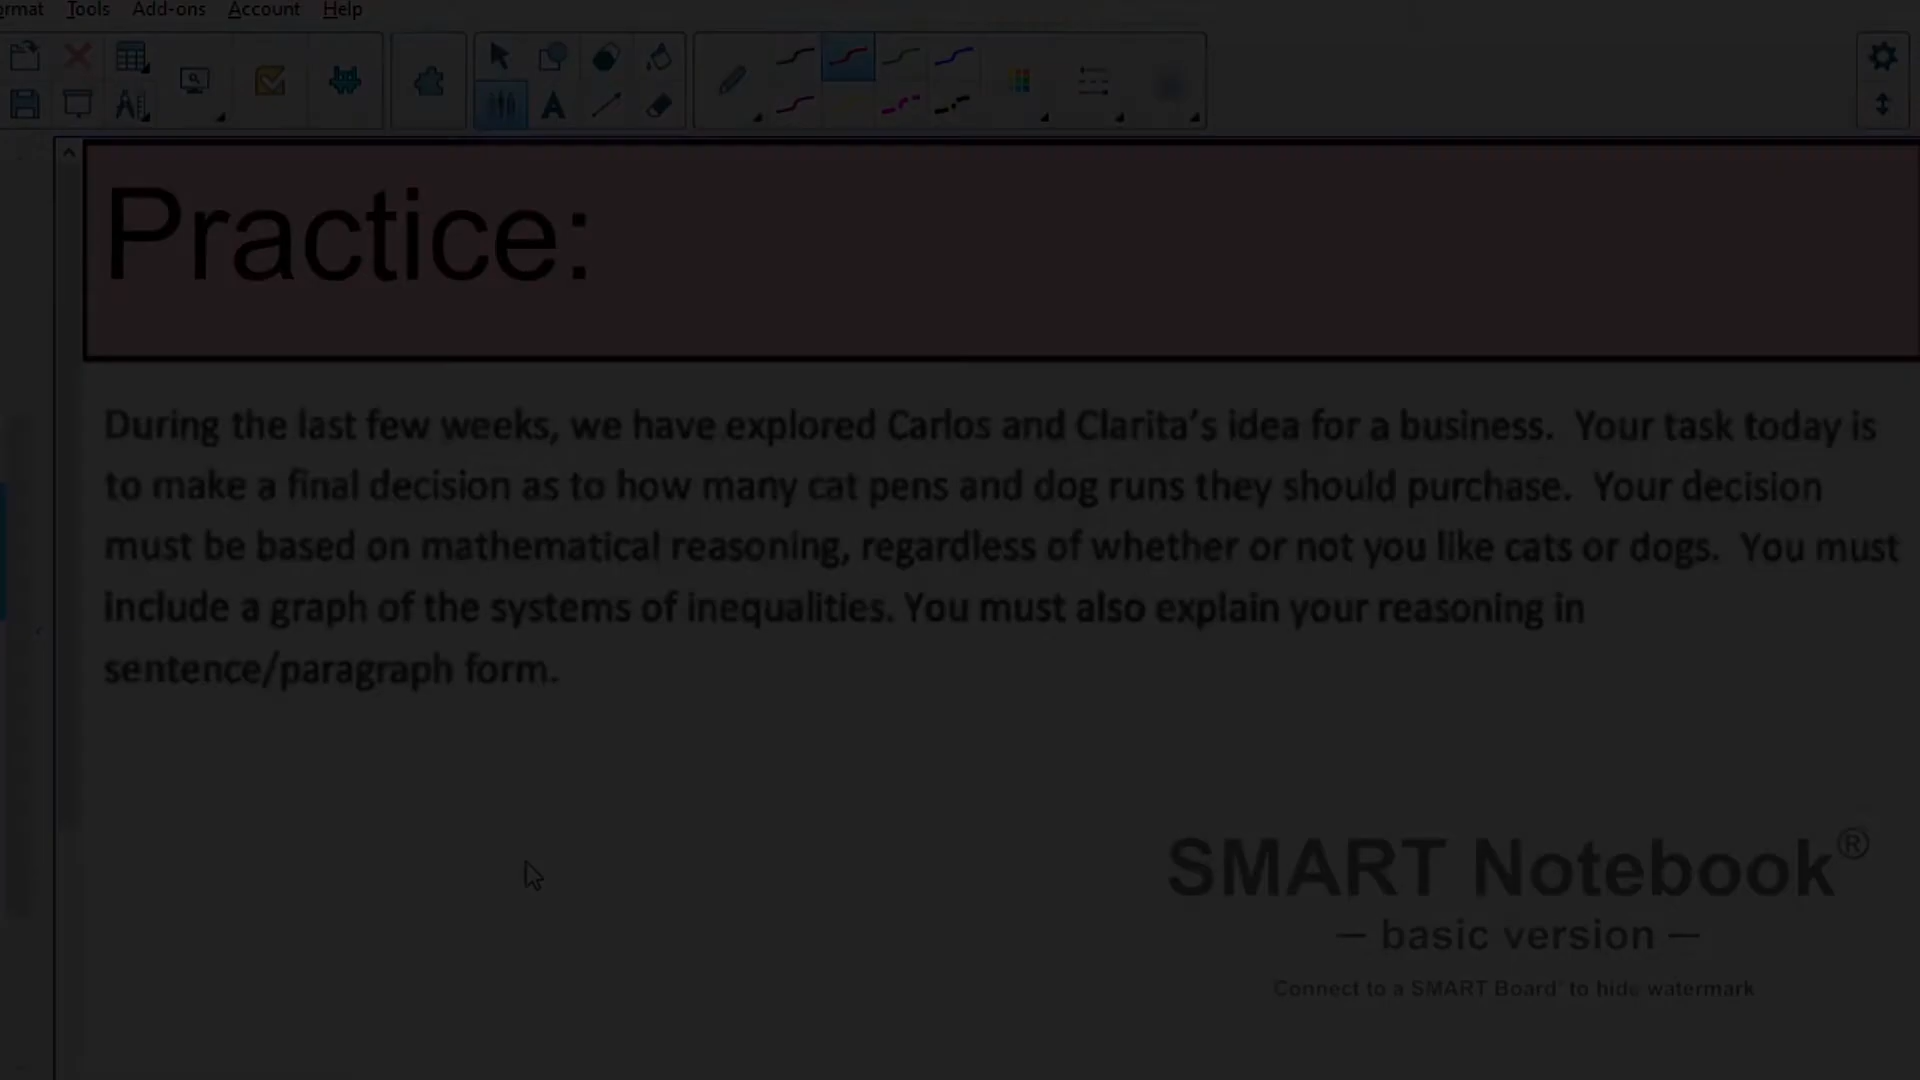 Tools Add-ons Account Help
Practice:
During the last few weeks, we have explored Carlos and Clarita's idea for a business. Your task today is
to make a final decision as to how many cat pens and dog runs they should purchase. Your decision
must be based on mathematical reasoning, regardless of whether or not you like cats or dogs. You must
include a graph of the systems of inequalities. You must also explain your reasoning in
sentence/paragraph form.
SMART Notebook®
— basic version —
Connect to a SMART Board® to hide watermark